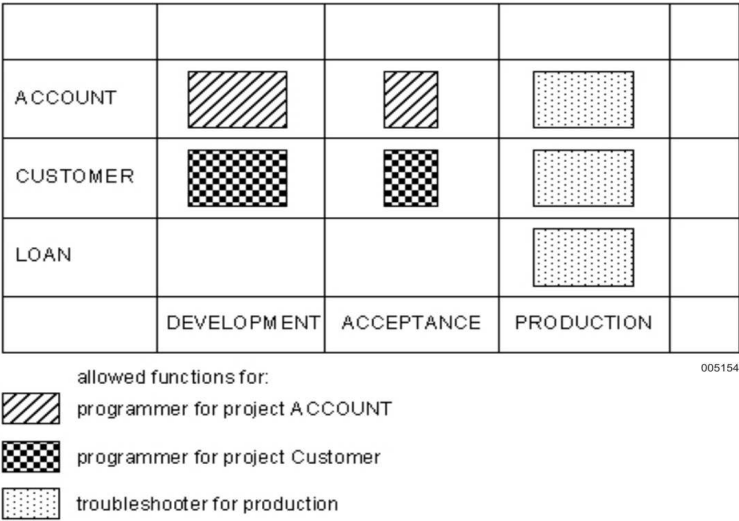 ACCOUNT
CUSTOMER
LOAN
DEVELOPMENT ACCEPTANCE PRODUCTION
005154
allowed functions for:
programmer for project ACCOUNT
programmer for project Customer
troubleshooter for production